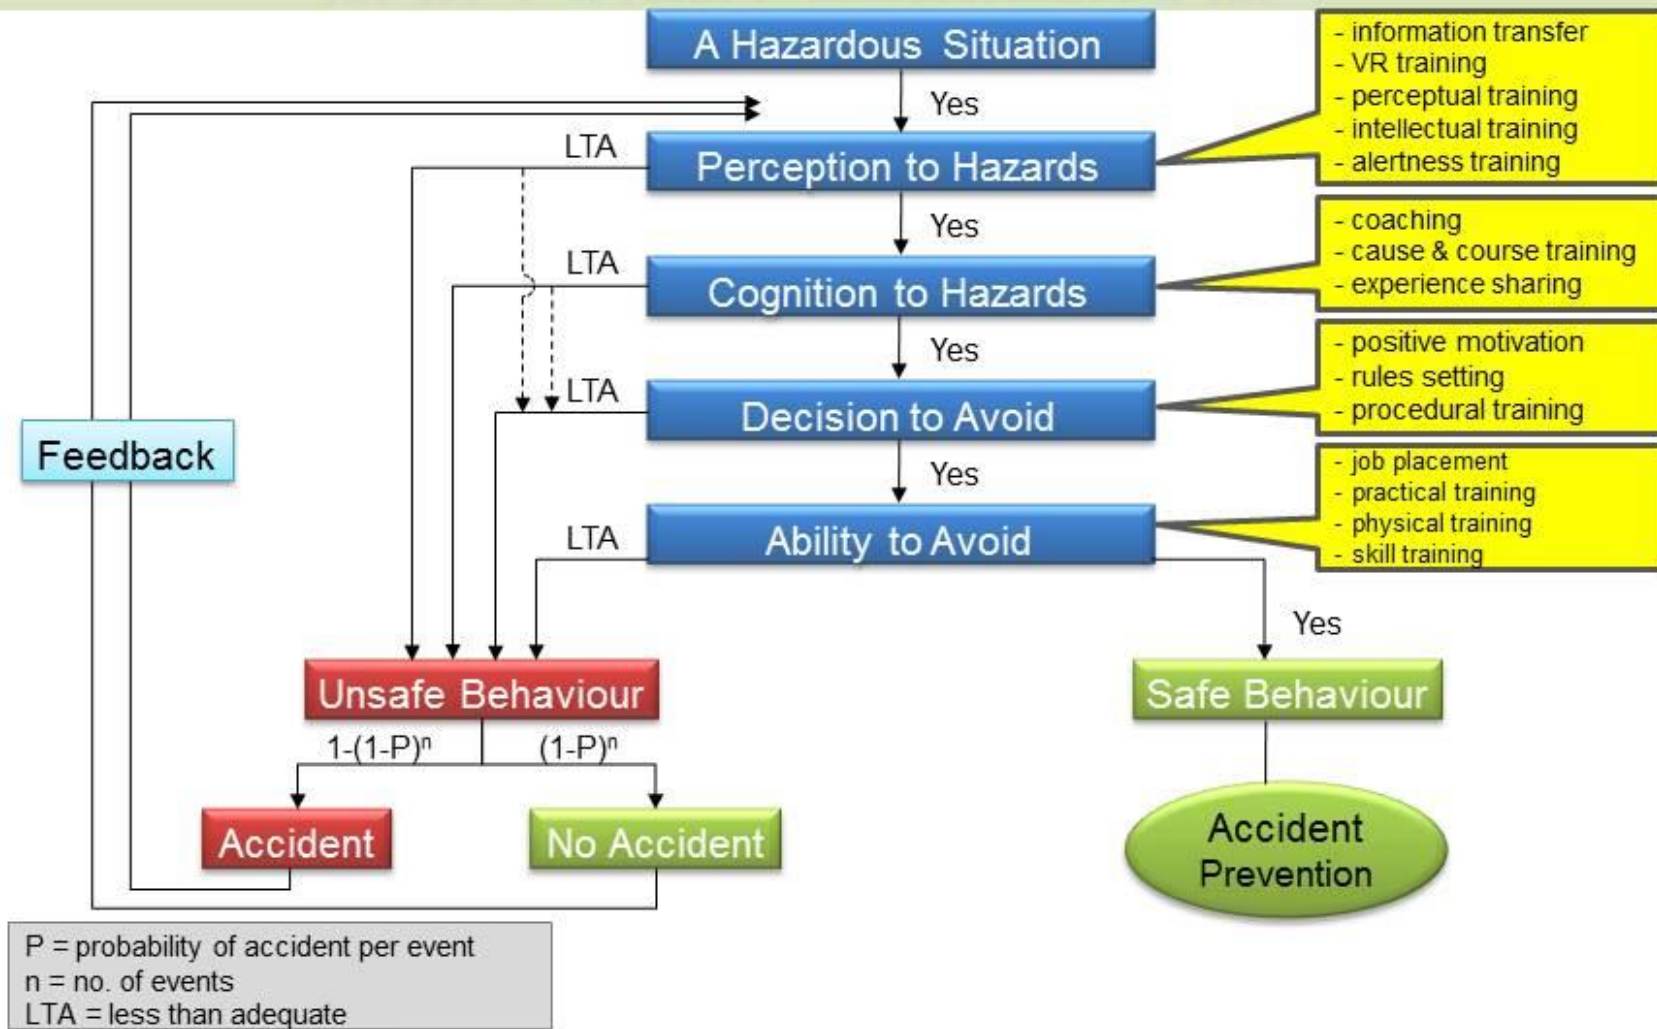 A Hazardous Situation
- information transfer
- VR training
- perceptual training
- intellectual training
- alertness training
Yes
LTA
Perception to Hazards
Yes
- coaching
- cause & course training
- experience sharing
LTA
Cognition to Hazards
Yes
- positive motivation
- rules setting
- procedural training
LTA
Decision to Avoid
Feedback
Yes
- job placement
- practical training
- physical training
- skill training
LTA
Ability to Avoid
Yes
Unsafe Behaviour
Safe Behaviour
1-(1-P)ⁿ
(1-P)ⁿ
Accident
No Accident
Accident
Prevention
P = probability of accident per event
n = no. of events
LTA = less than adequate